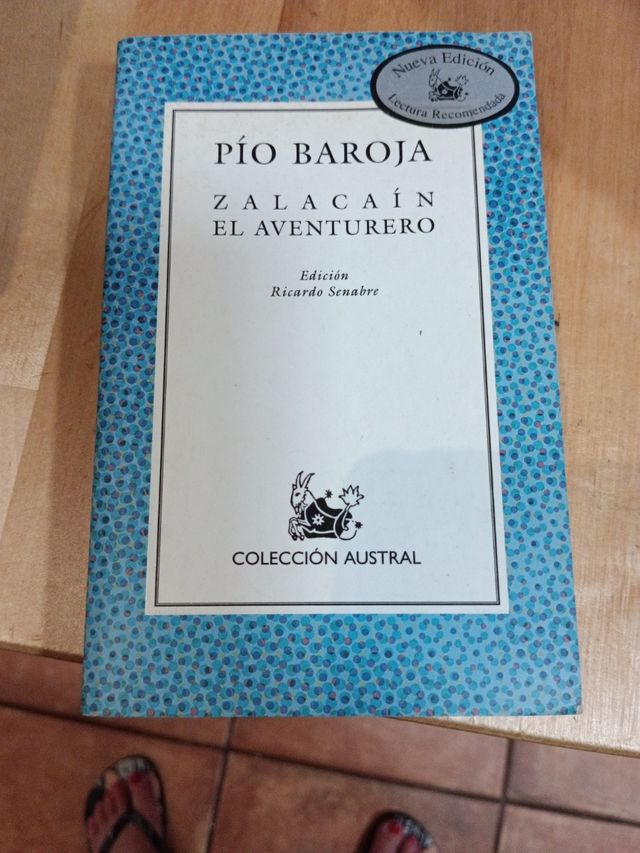 Nueva Edición
Lectura Recomendada
PÍO BAROJA
ZALACAÍN
EL AVENTURERO
Edición
Ricardo Senabre
COLECCIÓN AUSTRAL